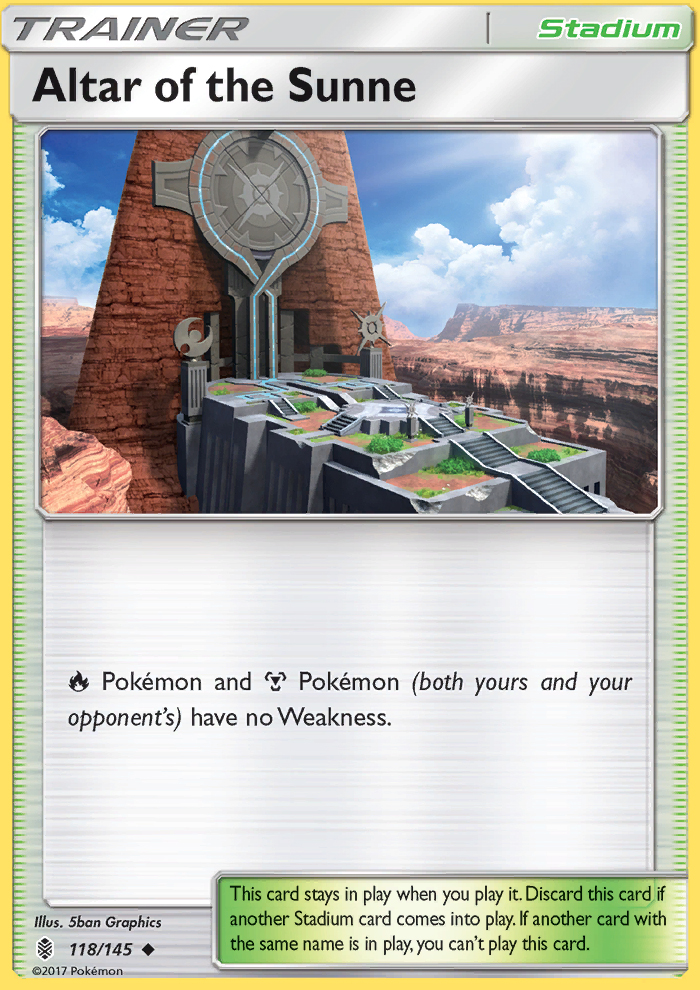 TRAINER
Stadium
Altar of the Sunne
Pokémon and Pokémon (both yours and your
opponent's) have no Weakness.
This card stays in play when you play it. Discard this card if
another Stadium card comes into play. If another card with
the same name is in play, you can't play this card.
Illus. 5ban Graphics
118/145
©2017 Pokémon